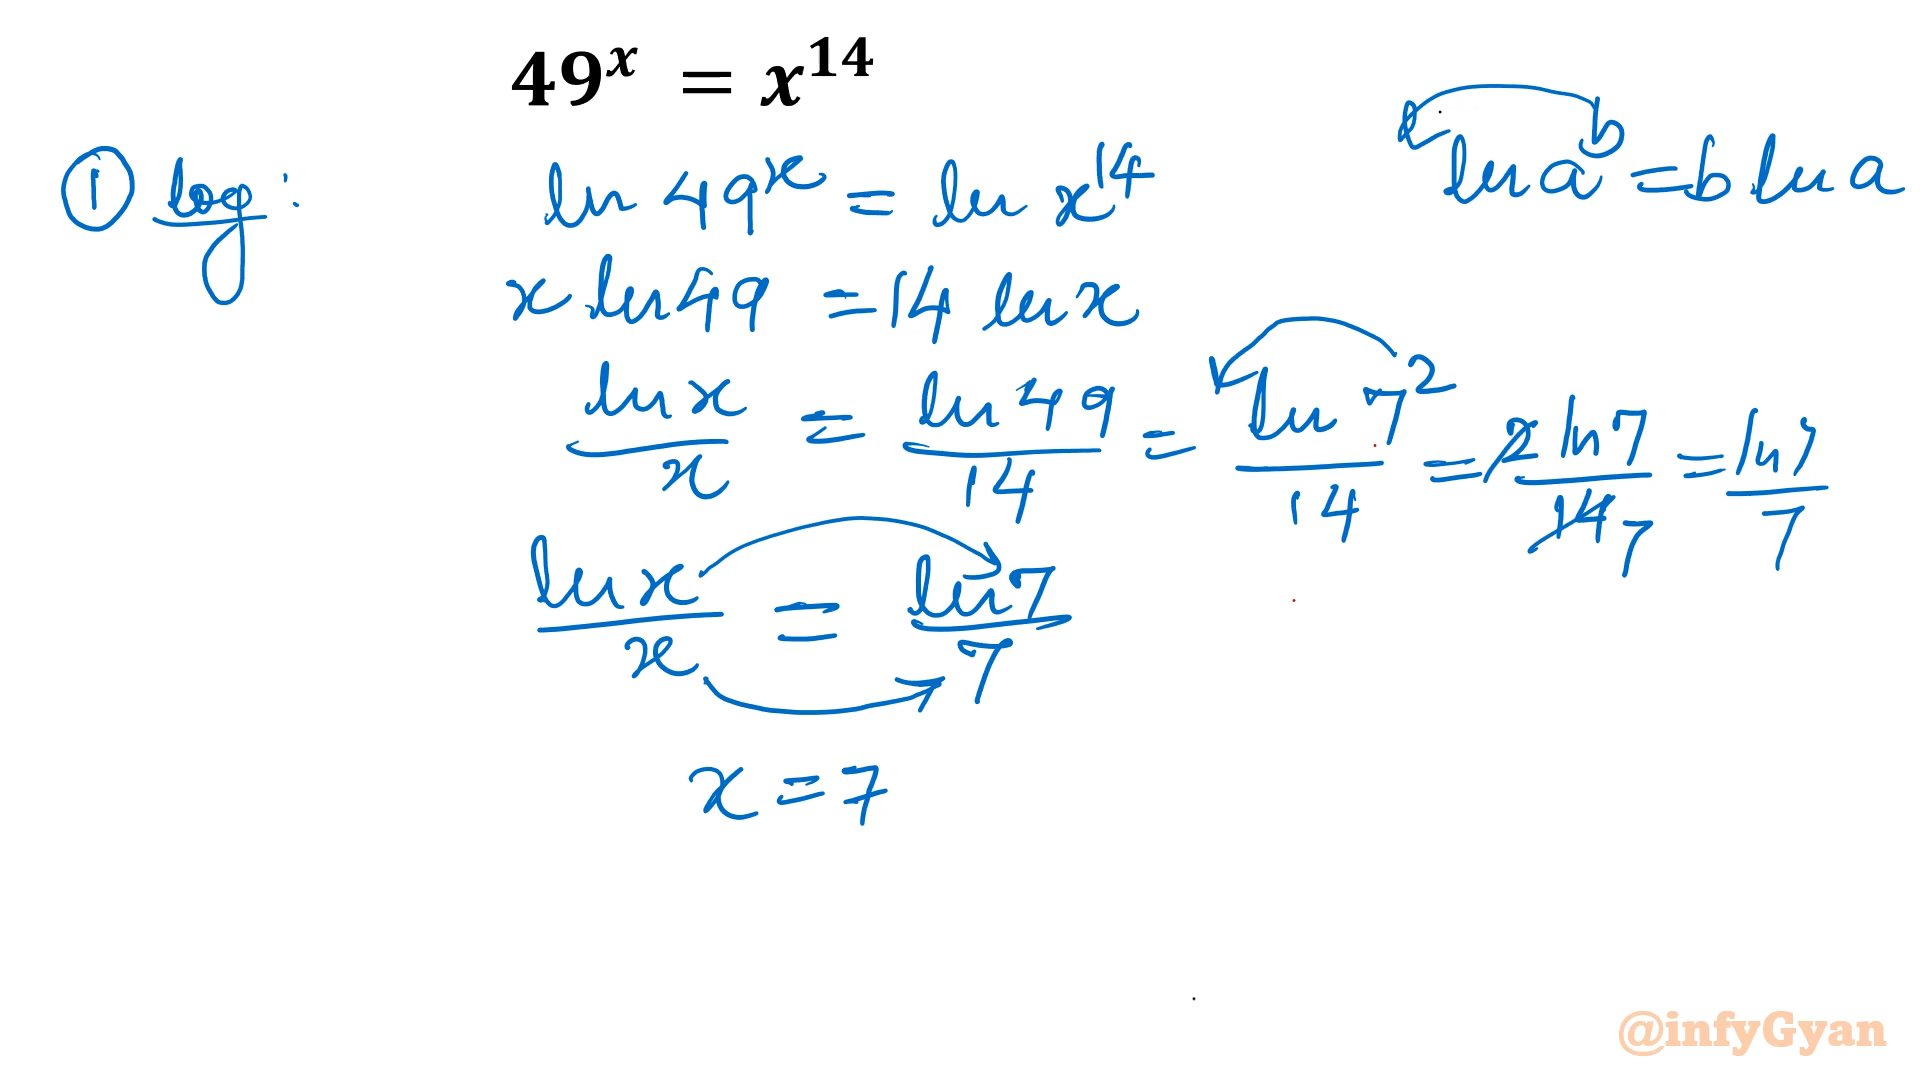 49^x = x^14
① log : ln 49^x = ln x^14 ln a^b = b ln a
x ln 49 = 14 ln x
ln x / x = ln 49 / 14 = ln 7^2 / 14 = 2 ln 7 / 14 7 = ln 7 / 7
ln x / x = ln 7 / 7
x = 7
@infyGyan